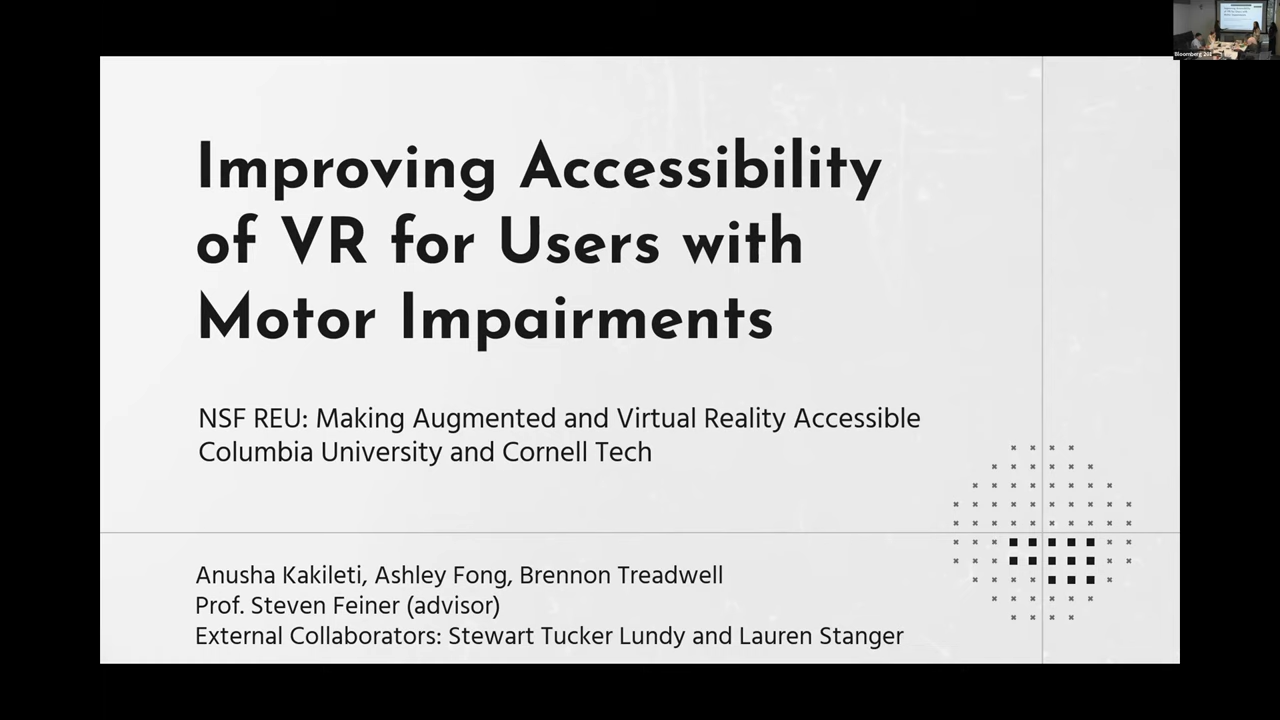 Improving Accessibility
of VR for Users with
Motor Impairments
NSF REU: Making Augmented and Virtual Reality Accessible
Columbia University and Cornell Tech
Anusha Kakileti, Ashley Fong, Brennon Treadwell
Prof. Steven Feiner (advisor)
External Collaborators: Stewart Tucker Lundy and Lauren Stanger